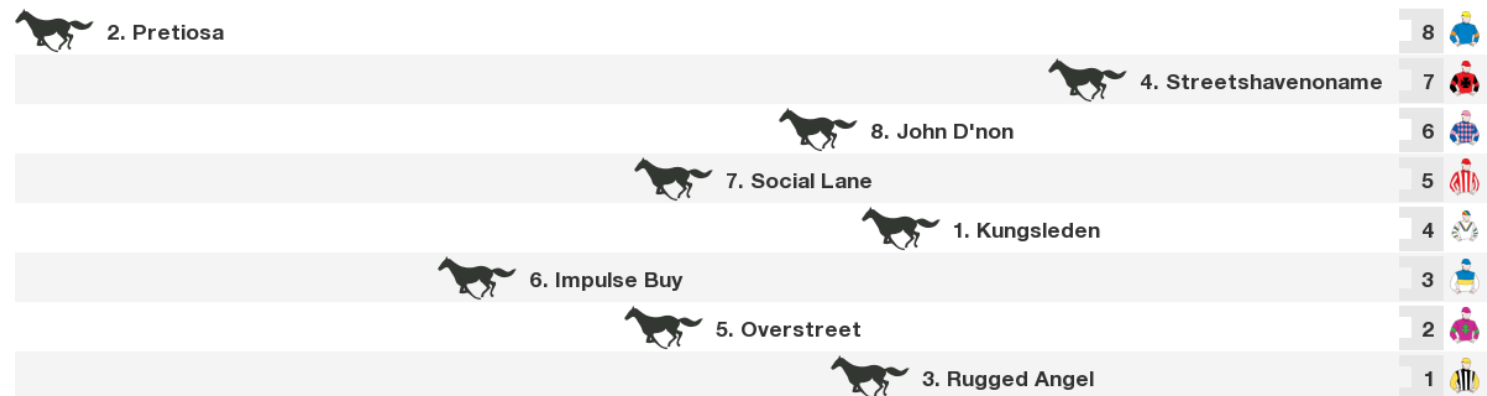 2. Pretiosa 8
4. Streetshavenoname 7
8. John D'non 6
7. Social Lane 5
1. Kungsleden 4
6. Impulse Buy 3
5. Overstreet 2
3. Rugged Angel 1